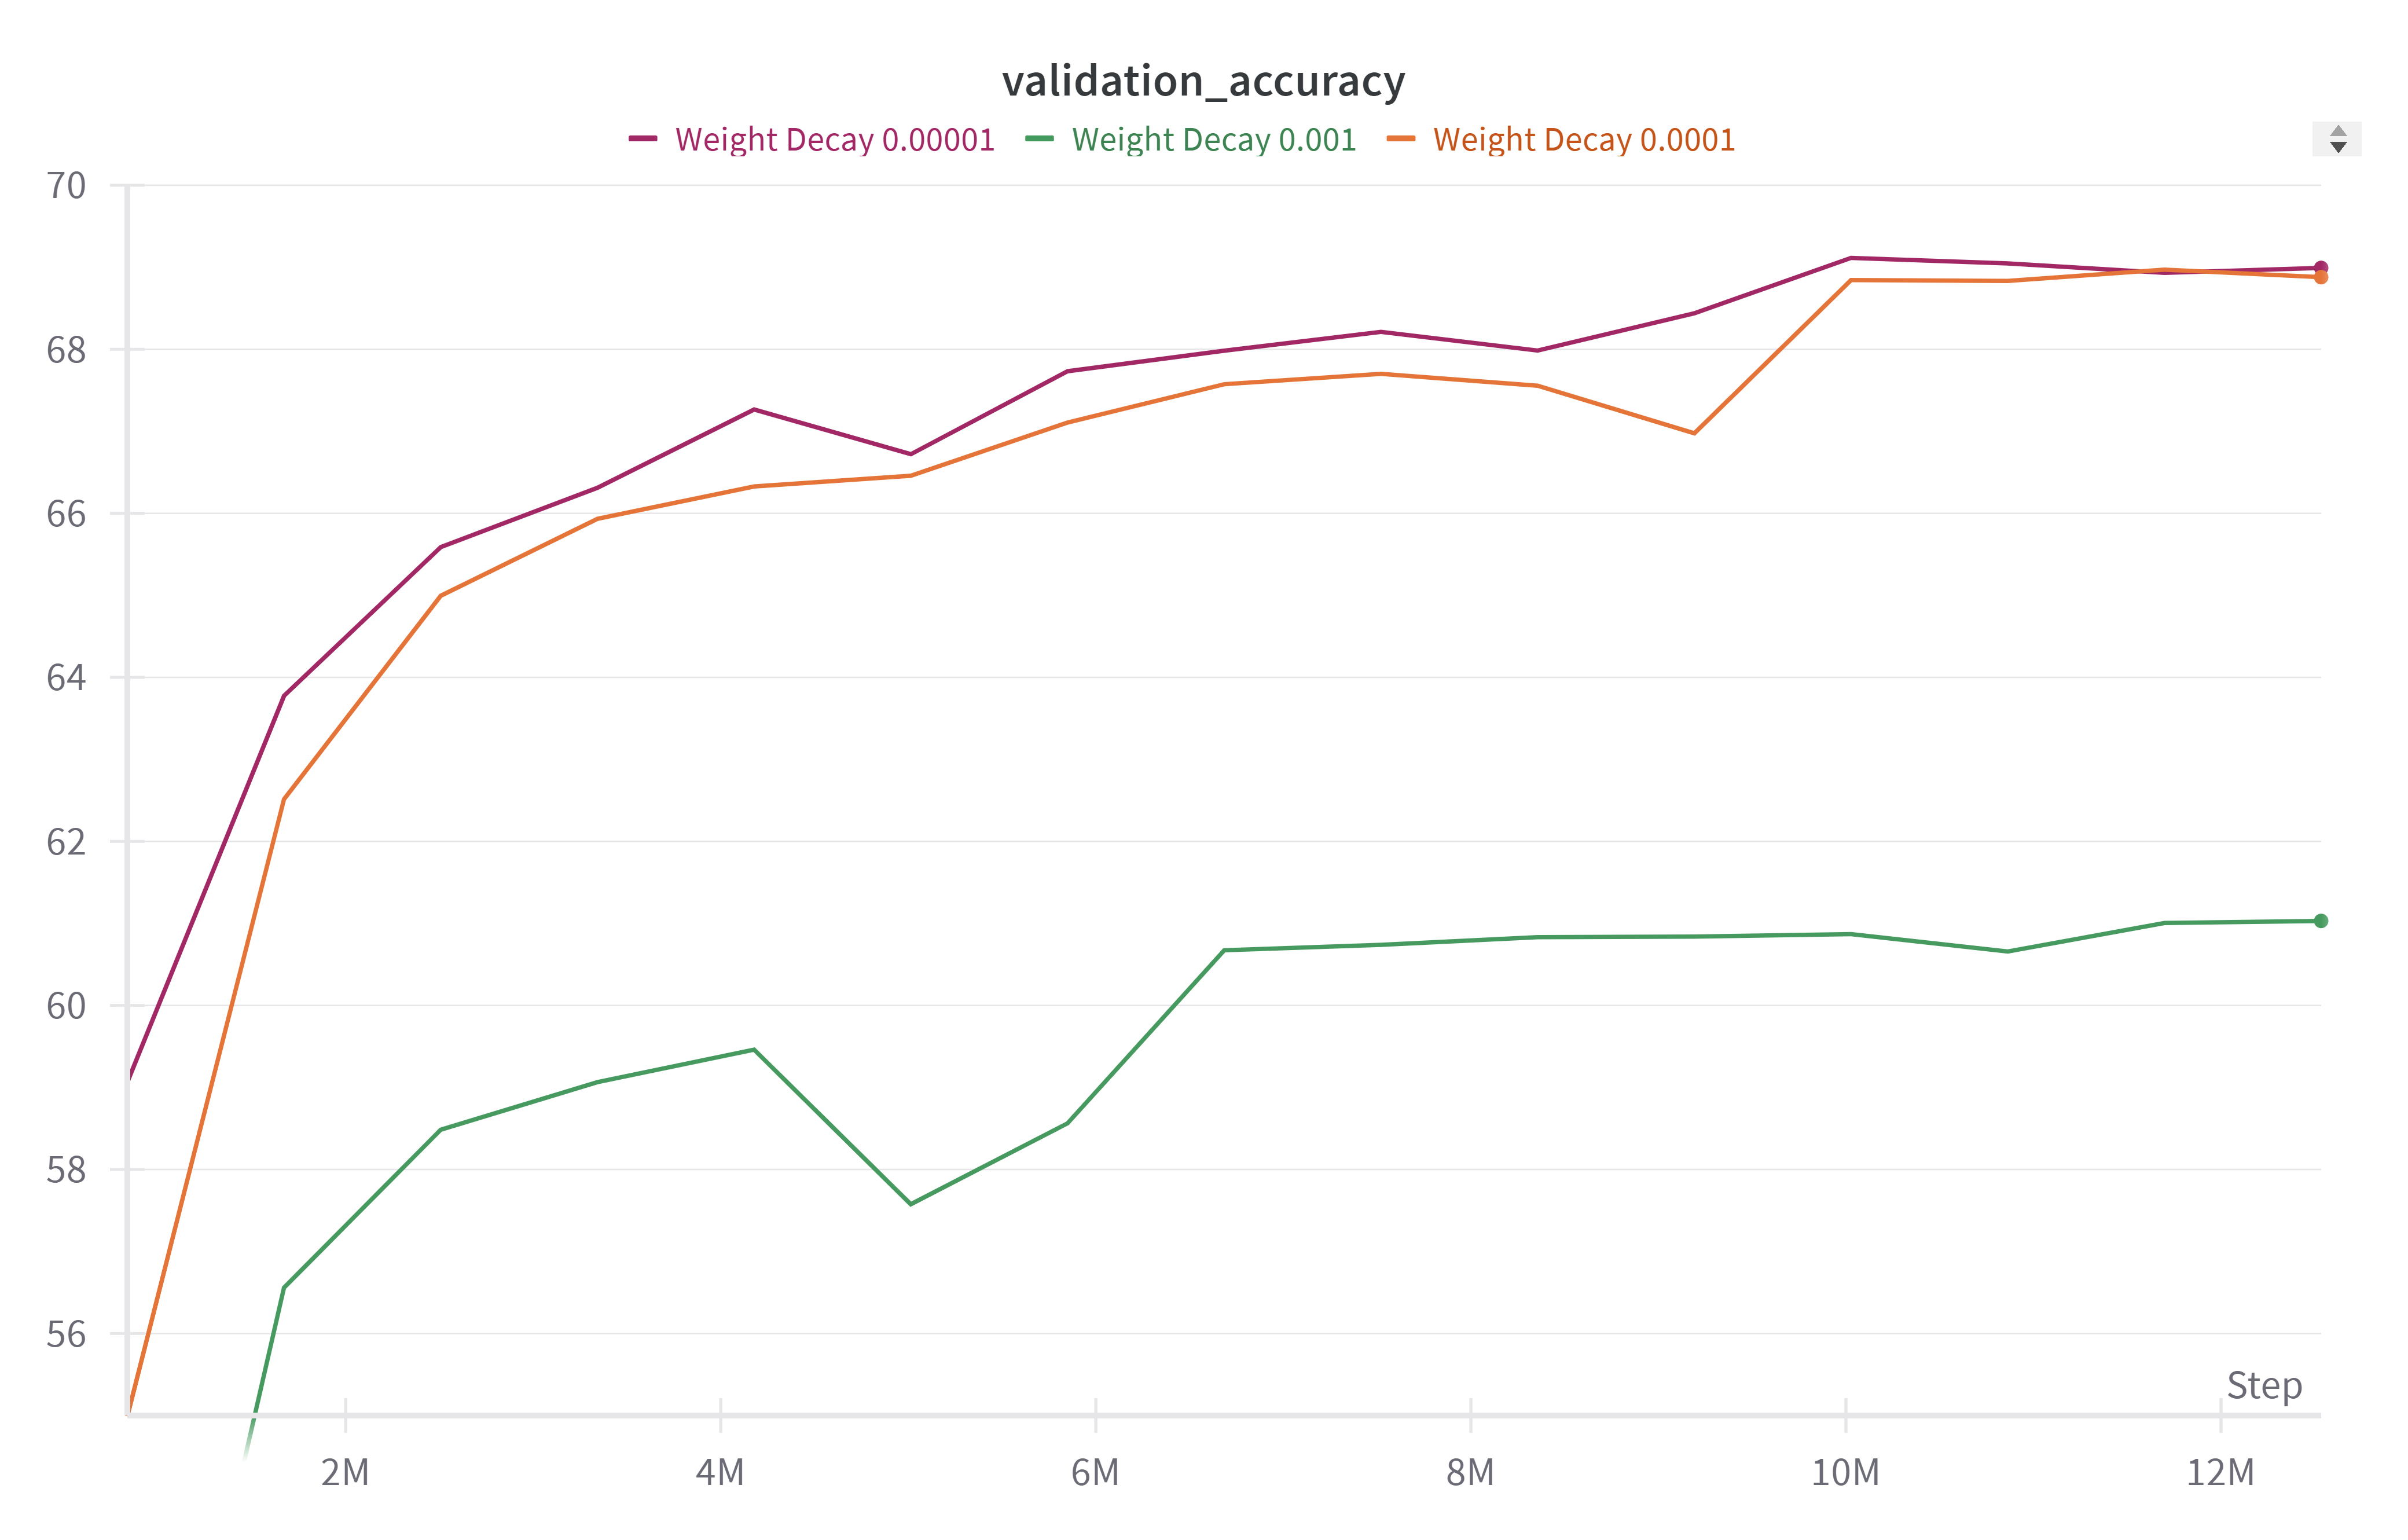 validation_accuracy
Weight Decay 0.00001 Weight Decay 0.001 Weight Decay 0.0001
70
68
66
64
62
60
58
56
Step
2M 4M 6M 8M 10M 12M